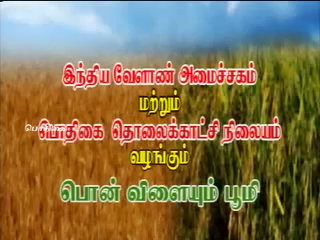 இந்திய வேளாண் அமைச்சகம்
மற்றும்
பொதிகை தொலைக்காட்சி நிலையம்
வழங்கும்
பொன் விளையும் பூமி